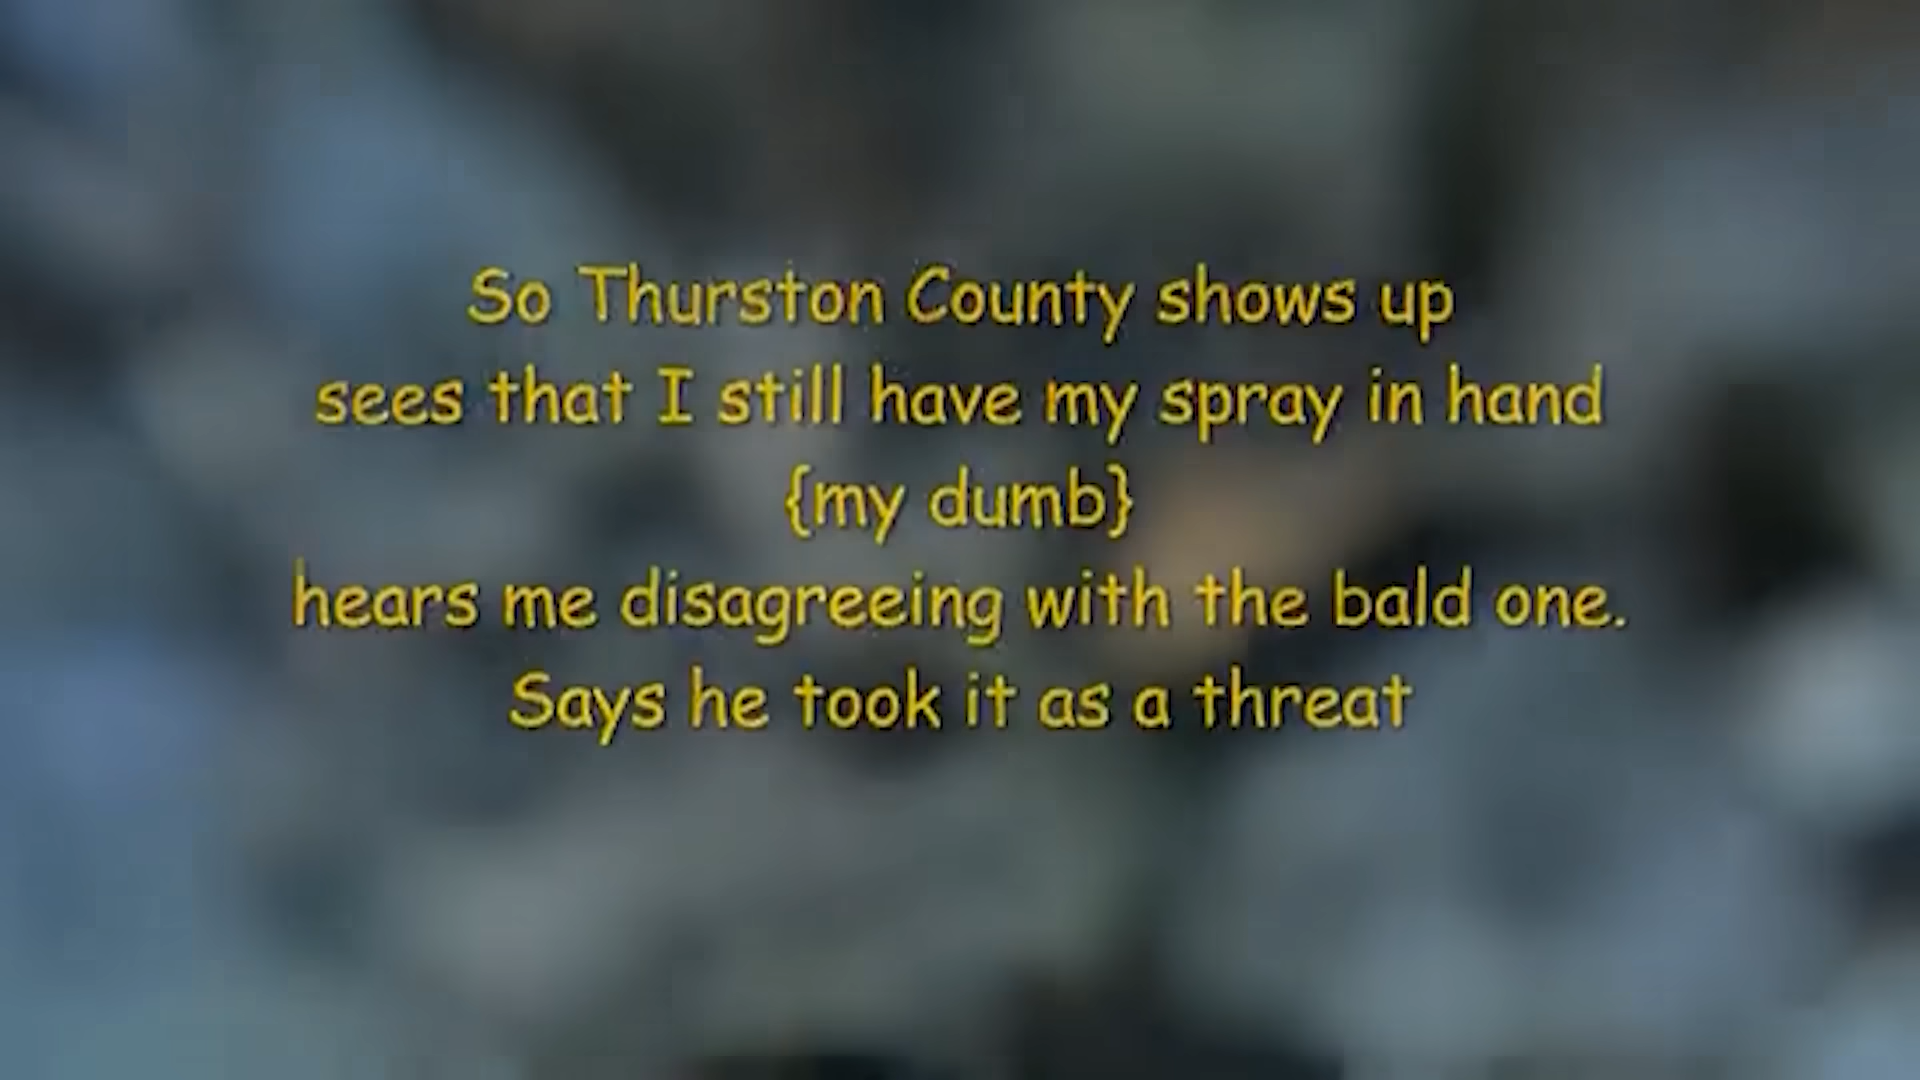 So Thurston County shows up
sees that I still have my spray in hand
{my dumb}
hears me disagreeing with the bald one.
Says he took it as a threat